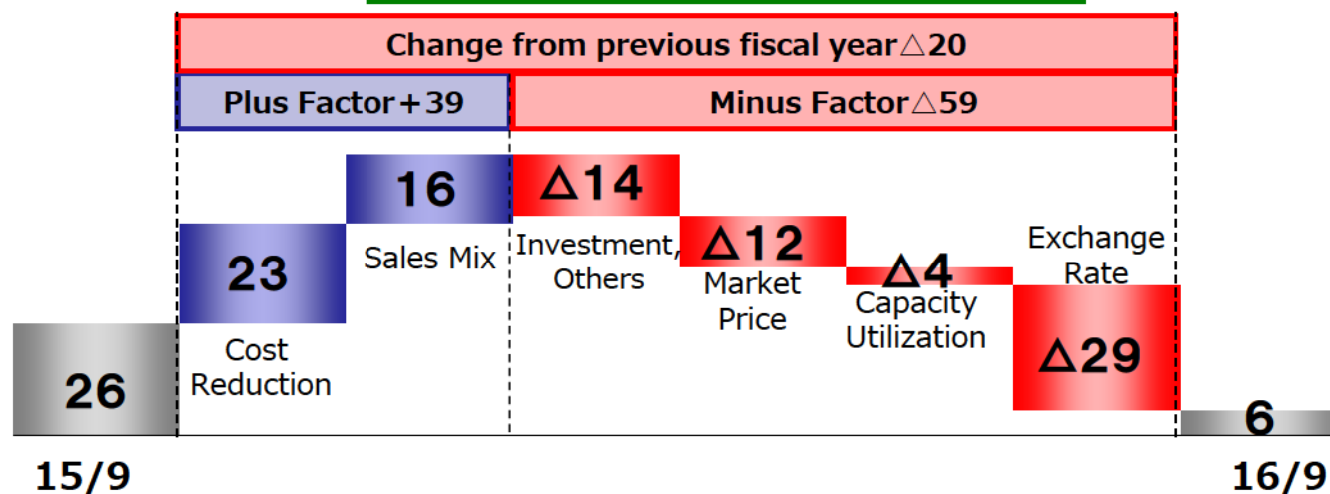 Change from previous fiscal year△20
Plus Factor+39
Minus Factor△59
16
△14
Sales Mix
Investment,
Others
23
△12
Market
Price
△4
Capacity
Utilization
Exchange
Rate
△29
Cost
Reduction
26
6
15/9
16/9